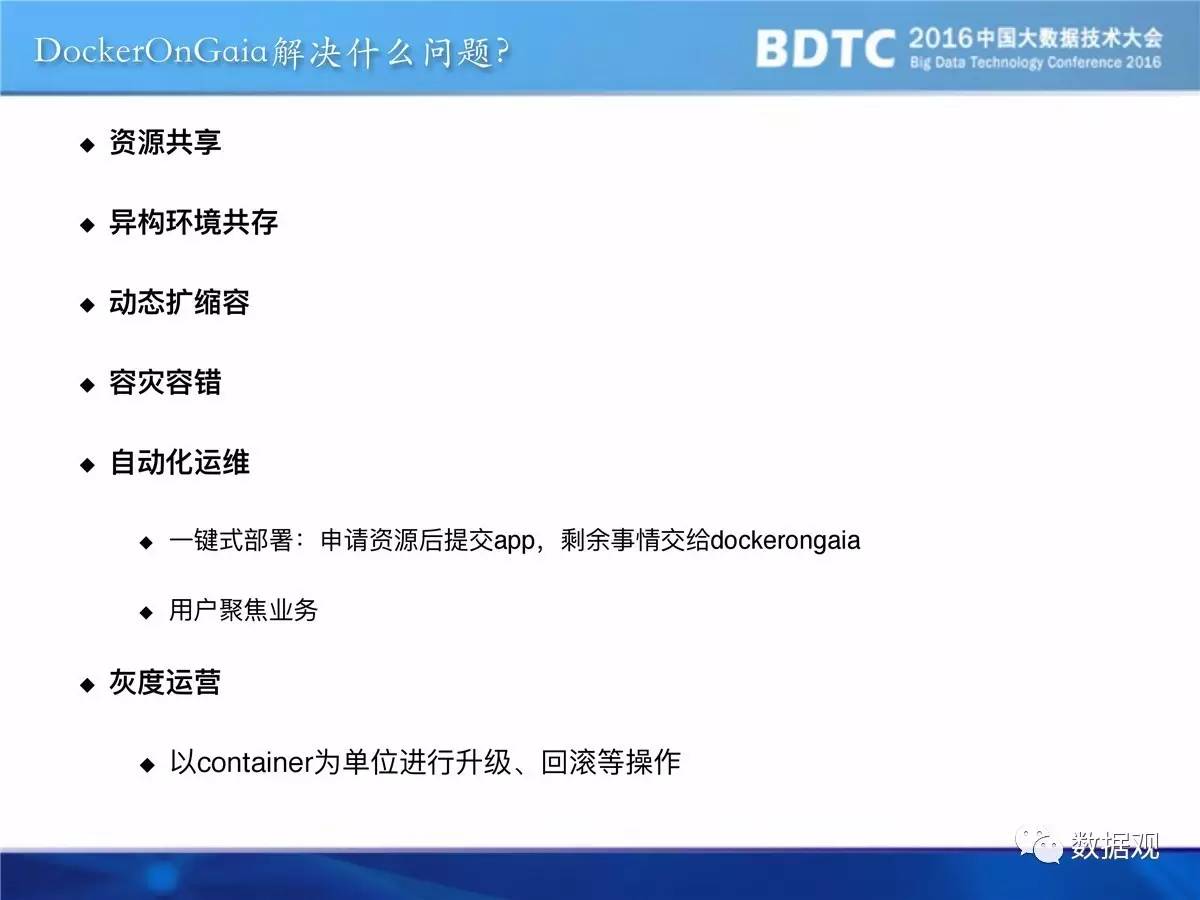 DockerOnGaia解决什么问题?
BDTC
2016中国大数据技术大会
Big Data Technology Conference 2016
资源共享
异构环境共存
动态扩缩容
容灾容错
自动化运维
一键式部署：申请资源后提交app，剩余事情交给dockerongaia
用户聚焦业务
灰度运营
以container为单位进行升级、回滚等操作
数据观